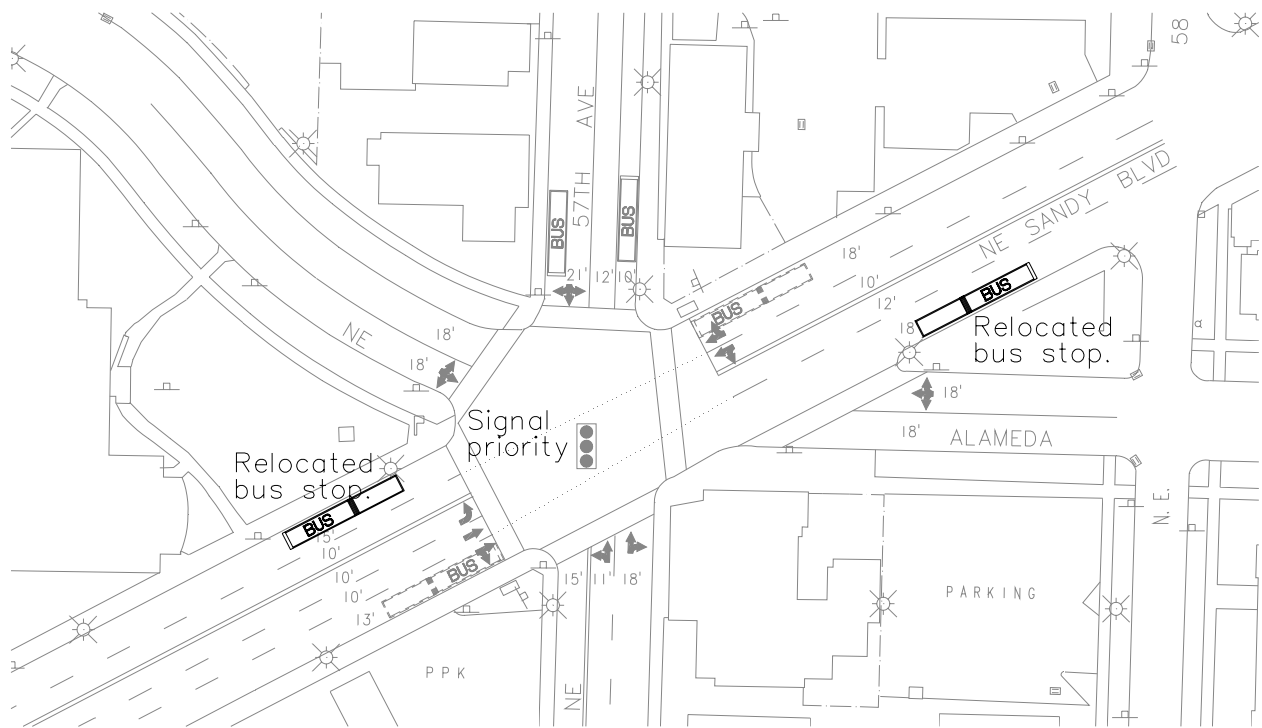 58
57TH AVE
BUS
BUS
NE SANDY BLVD
21'
12'
10'
18'
10'
12'
18
BUS
BUS
Relocated
bus stop.
NE
18'
18'
Signal
priority
18'
18'
ALAMEDA
Relocated
bus stop.
BUS
15'
10'
10'
10'
13'
BUS
15'
11'
18'
N.E.
PARKING
PPK
NE